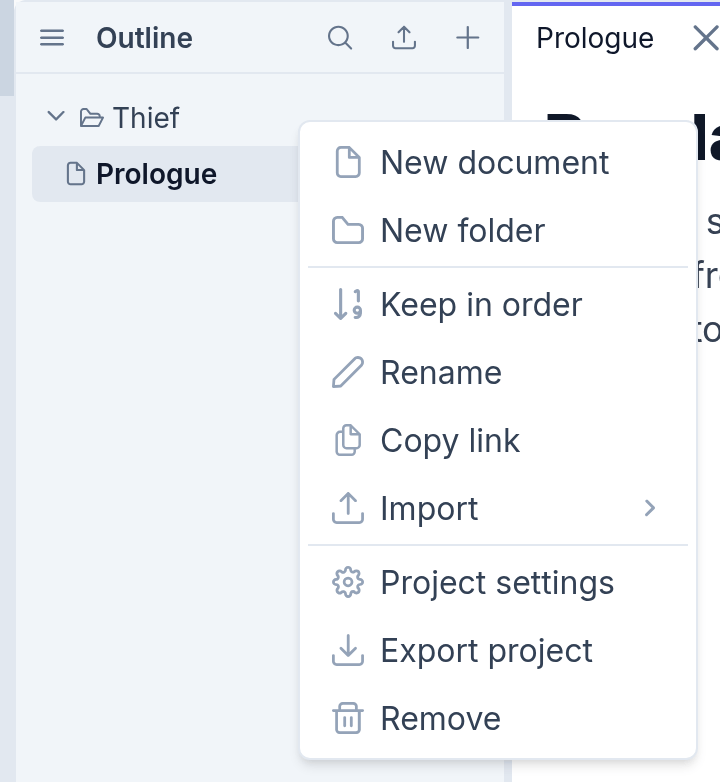 Outline
Prologue
Thief
Prologue
New document
New folder
Keep in order
Rename
Copy link
Import
Project settings
Export project
Remove